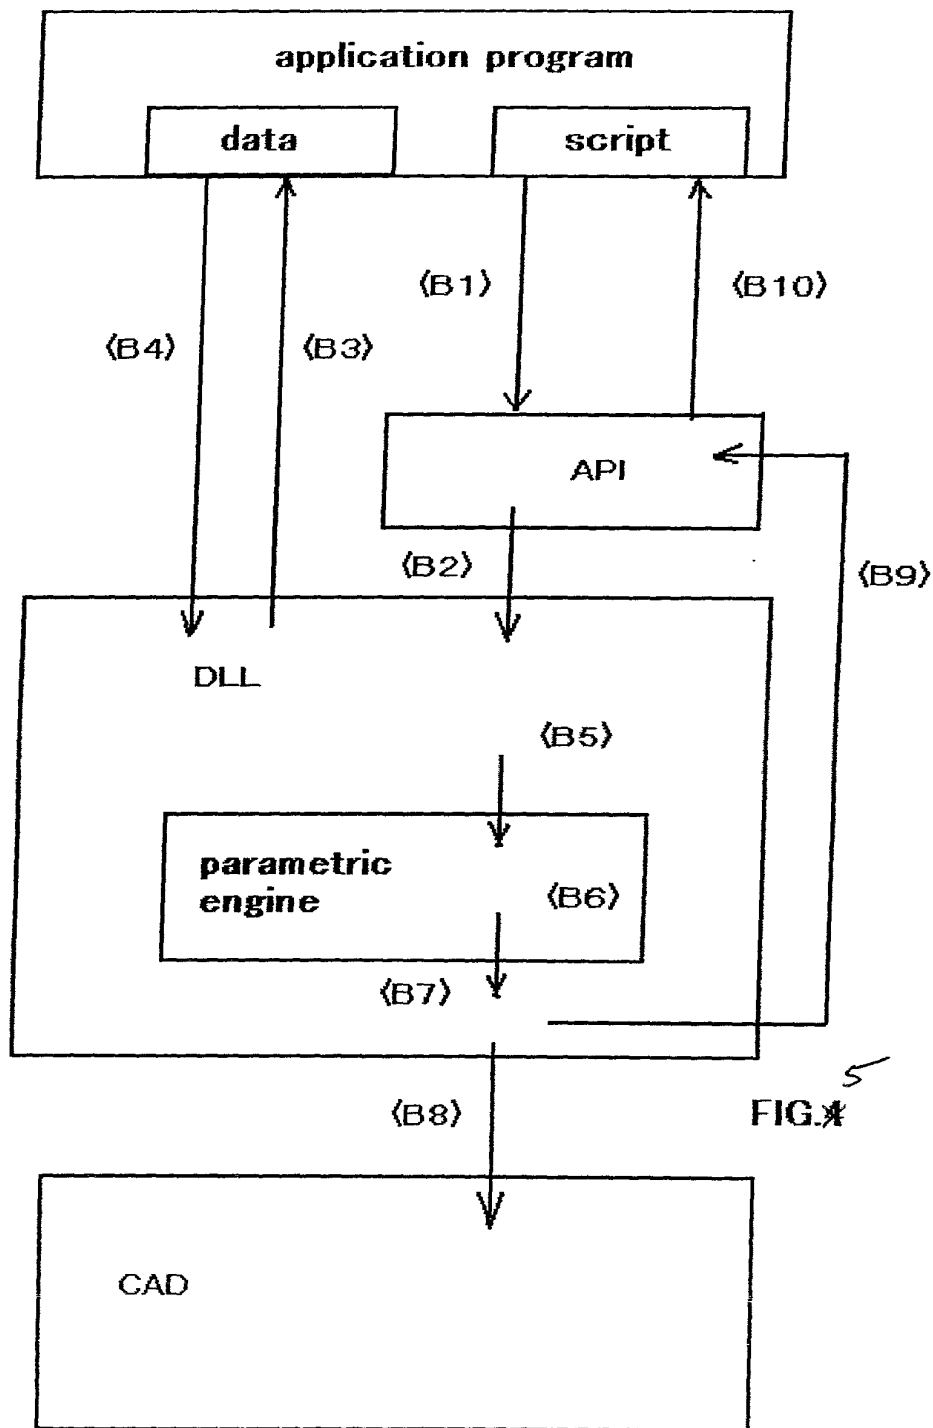 application program
data
script
⟨B1⟩
⟨B10⟩
⟨B4⟩
⟨B3⟩
API
⟨B2⟩
⟨B9⟩
DLL
⟨B5⟩
parametric
engine
⟨B6⟩
⟨B7⟩
5
⟨B8⟩
FIG.
CAD